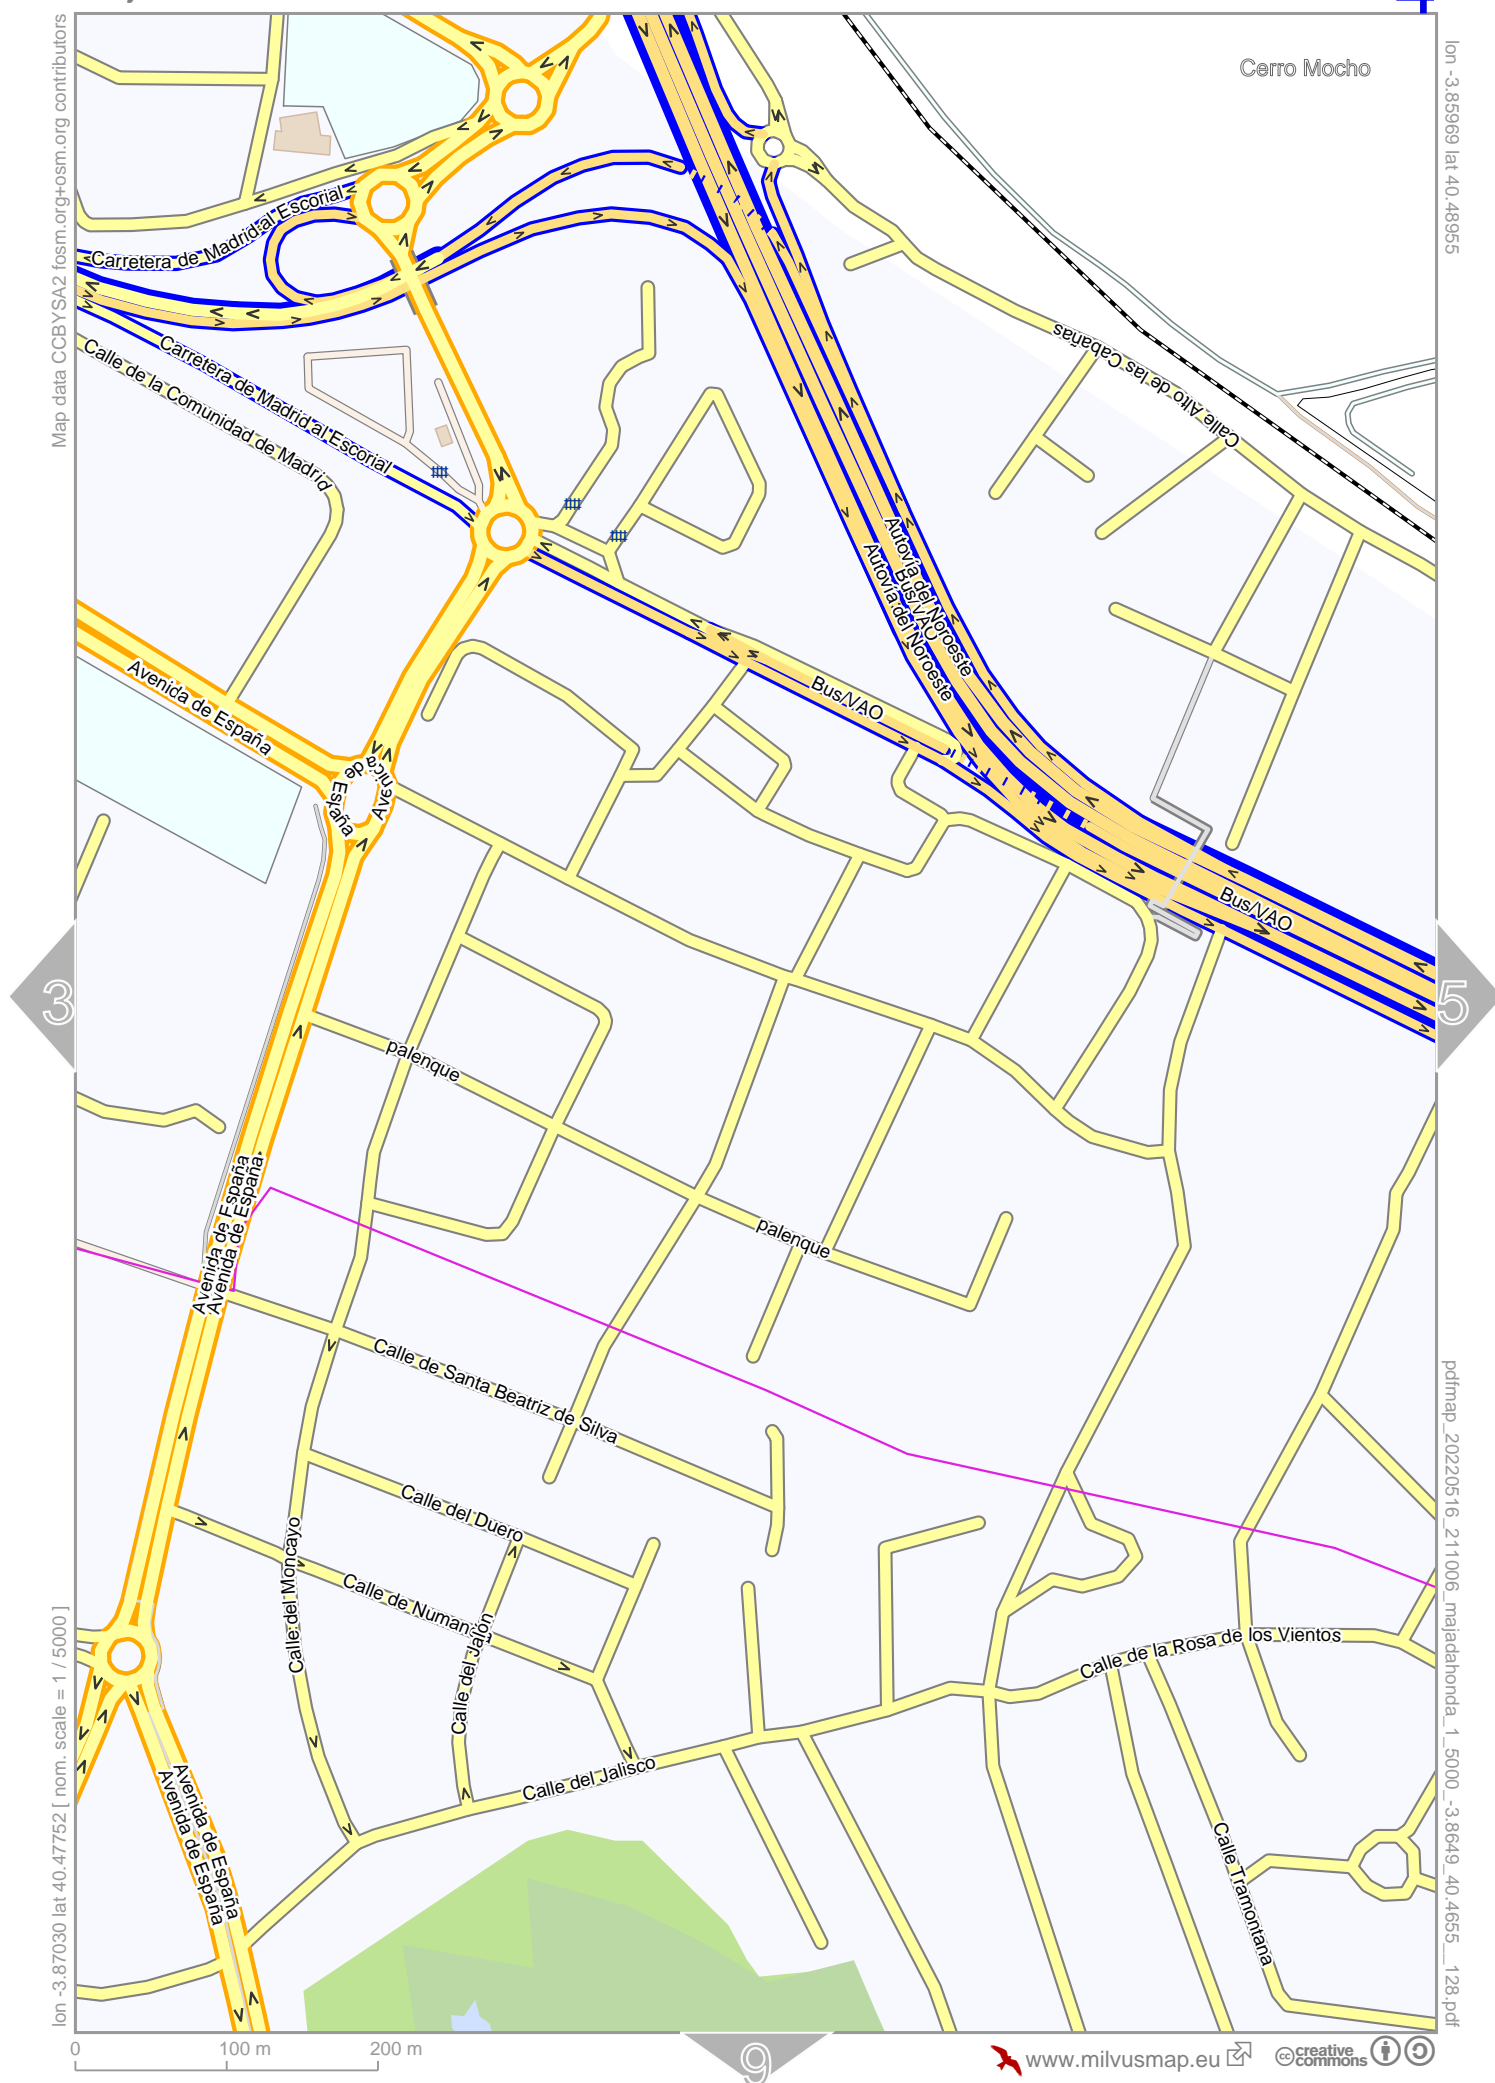 Map data CCBYSA2 fosm.org+osm.org contributors
lon -3.85969 lat 40.48955
Cerro Mocho
Carretera de Madrid al Escorial
Carretera de Madrid al Escorial
Calle de la Comunidad de Madrid
Calle Alto de las Cabañas
Autovía del Noroeste
Bus/VAO
Autovía del Noroeste
Avenida de España
Bus/VAO
de España
Bus/VAO
3
5
palenque
Avenida de España
Avenida de España
palenque
Calle de Santa Beatriz de Silva
Calle del Duero
Calle del Moncayo
Calle de
Calle del Jalón
Calle de la Rosa de los Vientos
Calle del Jalisco
Avenida de España
Avenida de España
Calle Tramontana
lon -3.87030 lat 40.47752 [ nom. scale = 1 / 5000 ]
pdfmap_20220516_211006_majadahonda_1_5000_-3.8649_40.4655__128.pdf
0 100 m 200 m
9
www.milvusmap.eu
cc creative commons